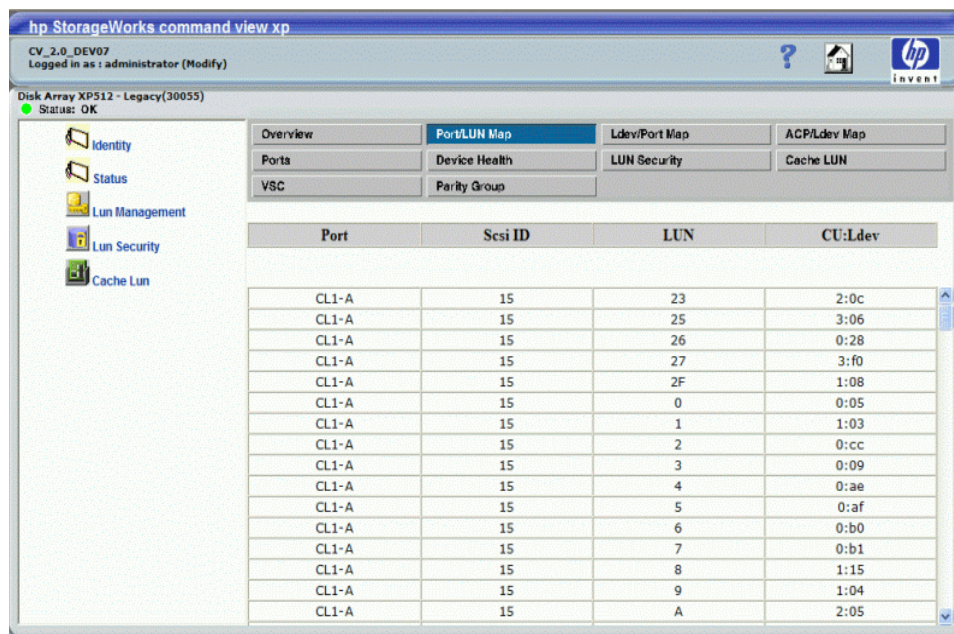 hp StorageWorks command view xp
CV_2.0_DEV07
Logged in as : administrator (Modify)
?
hp
invent
Disk Array XP512 - Legacy(30055)
Status: OK
Identity
Status
Lun Management
Lun Security
Cache Lun
Overview Port/LUN Map Ldev/Port Map ACP/Ldev Map
Ports Device Health LUN Security Cache LUN
VSC Parity Group
Port Scsi ID LUN CU:Ldev
CL1-A 15 23 2:0c
CL1-A 15 25 3:06
CL1-A 15 26 0:28
CL1-A 15 27 3:f0
CL1-A 15 2F 1:08
CL1-A 15 0 0:05
CL1-A 15 1 1:03
CL1-A 15 2 0:cc
CL1-A 15 3 0:09
CL1-A 15 4 0:ae
CL1-A 15 5 0:af
CL1-A 15 6 0:b0
CL1-A 15 7 0:b1
CL1-A 15 8 1:15
CL1-A 15 9 1:04
CL1-A 15 A 2:05